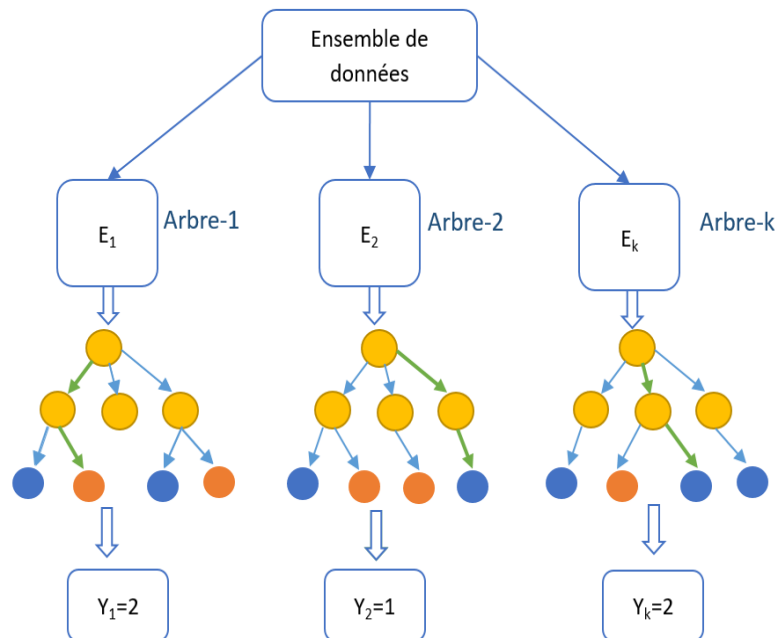 Ensemble de
données
E₁
Arbre-1
E₂
Arbre-2
Eₖ
Arbre-k
Y₁=2
Y₂=1
Yₖ=2